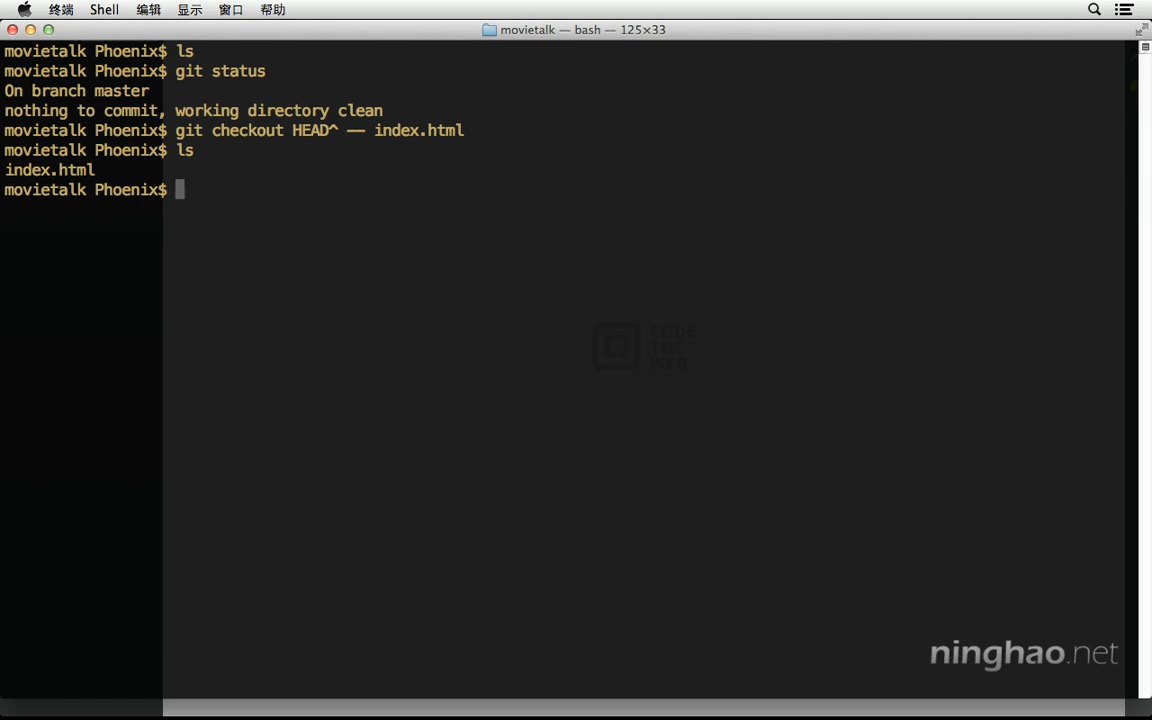 终端 Shell 编辑 显示 窗口 帮助
movietalk — bash — 125×33
movietalk Phoenix$ ls
movietalk Phoenix$ git status
On branch master
nothing to commit, working directory clean
movietalk Phoenix$ git checkout HEAD^ -- index.html
movietalk Phoenix$ ls
index.html
movietalk Phoenix$
CODE
THE
WEB
ninghao.net